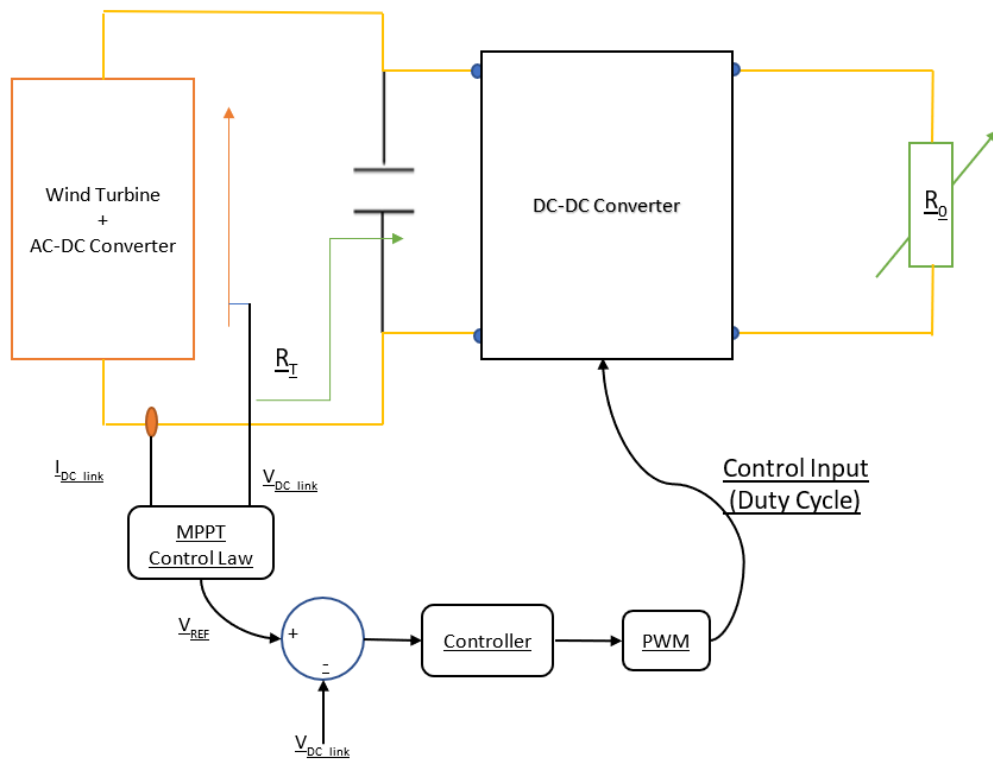 Wind Turbine
+
AC-DC Converter
DC-DC Converter
R0
RT
IDC_link
VDC_link
MPPT
Control Law
VREF
+
-
VDC_link
Controller
PWM
Control Input
(Duty Cycle)